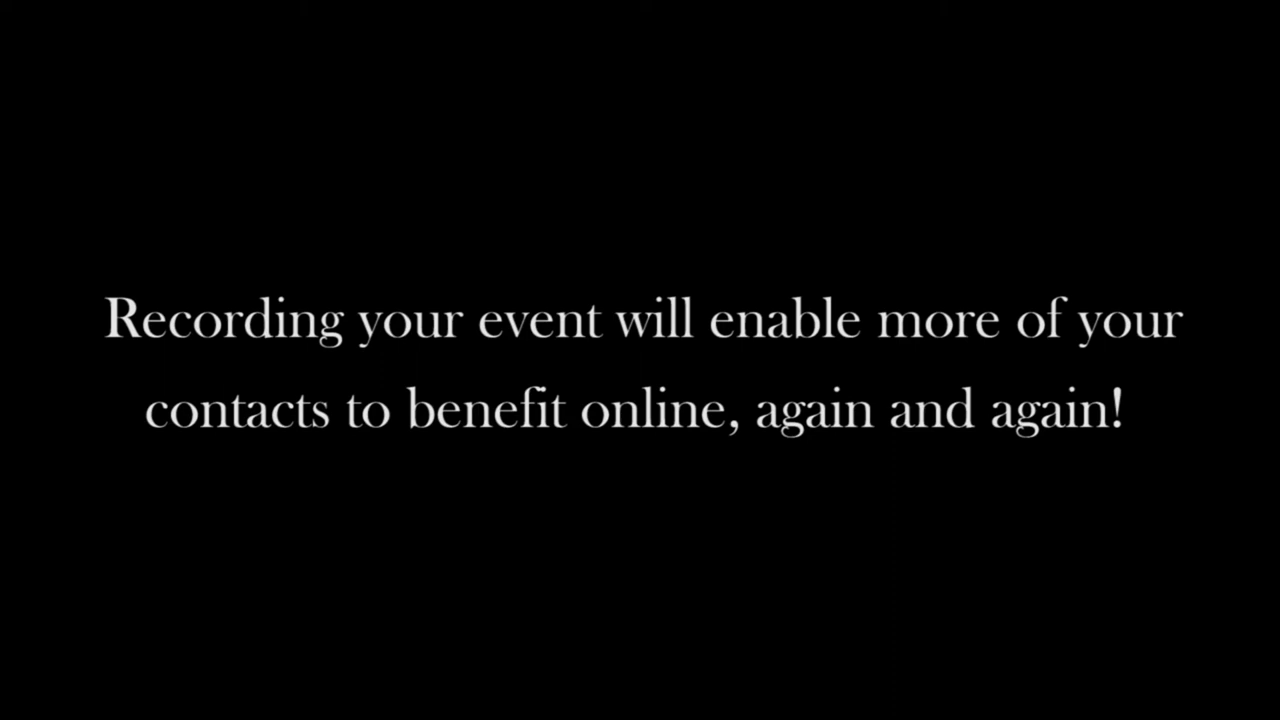 Recording your event will enable more of your
contacts to benefit online, again and again!